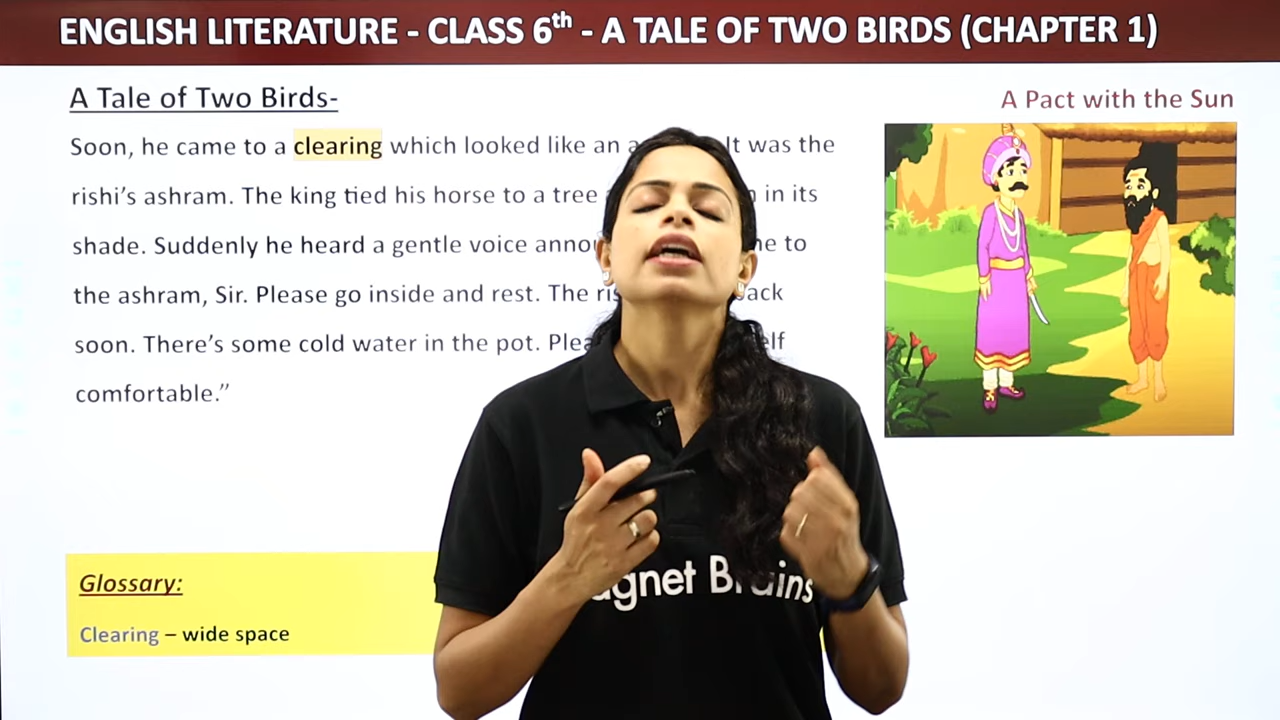 ENGLISH LITERATURE - CLASS 6th - A TALE OF TWO BIRDS (CHAPTER 1)
A Tale of Two Birds-
A Pact with the Sun
Soon, he came to a clearing which looked like an It was the
rishi's ashram. The king tied his horse to a tree in its
shade. Suddenly he heard a gentle voice to
the ashram, Sir. Please go inside and rest. The
soon. There's some cold water in the pot.
comfortable.”
Glossary:
Clearing – wide space